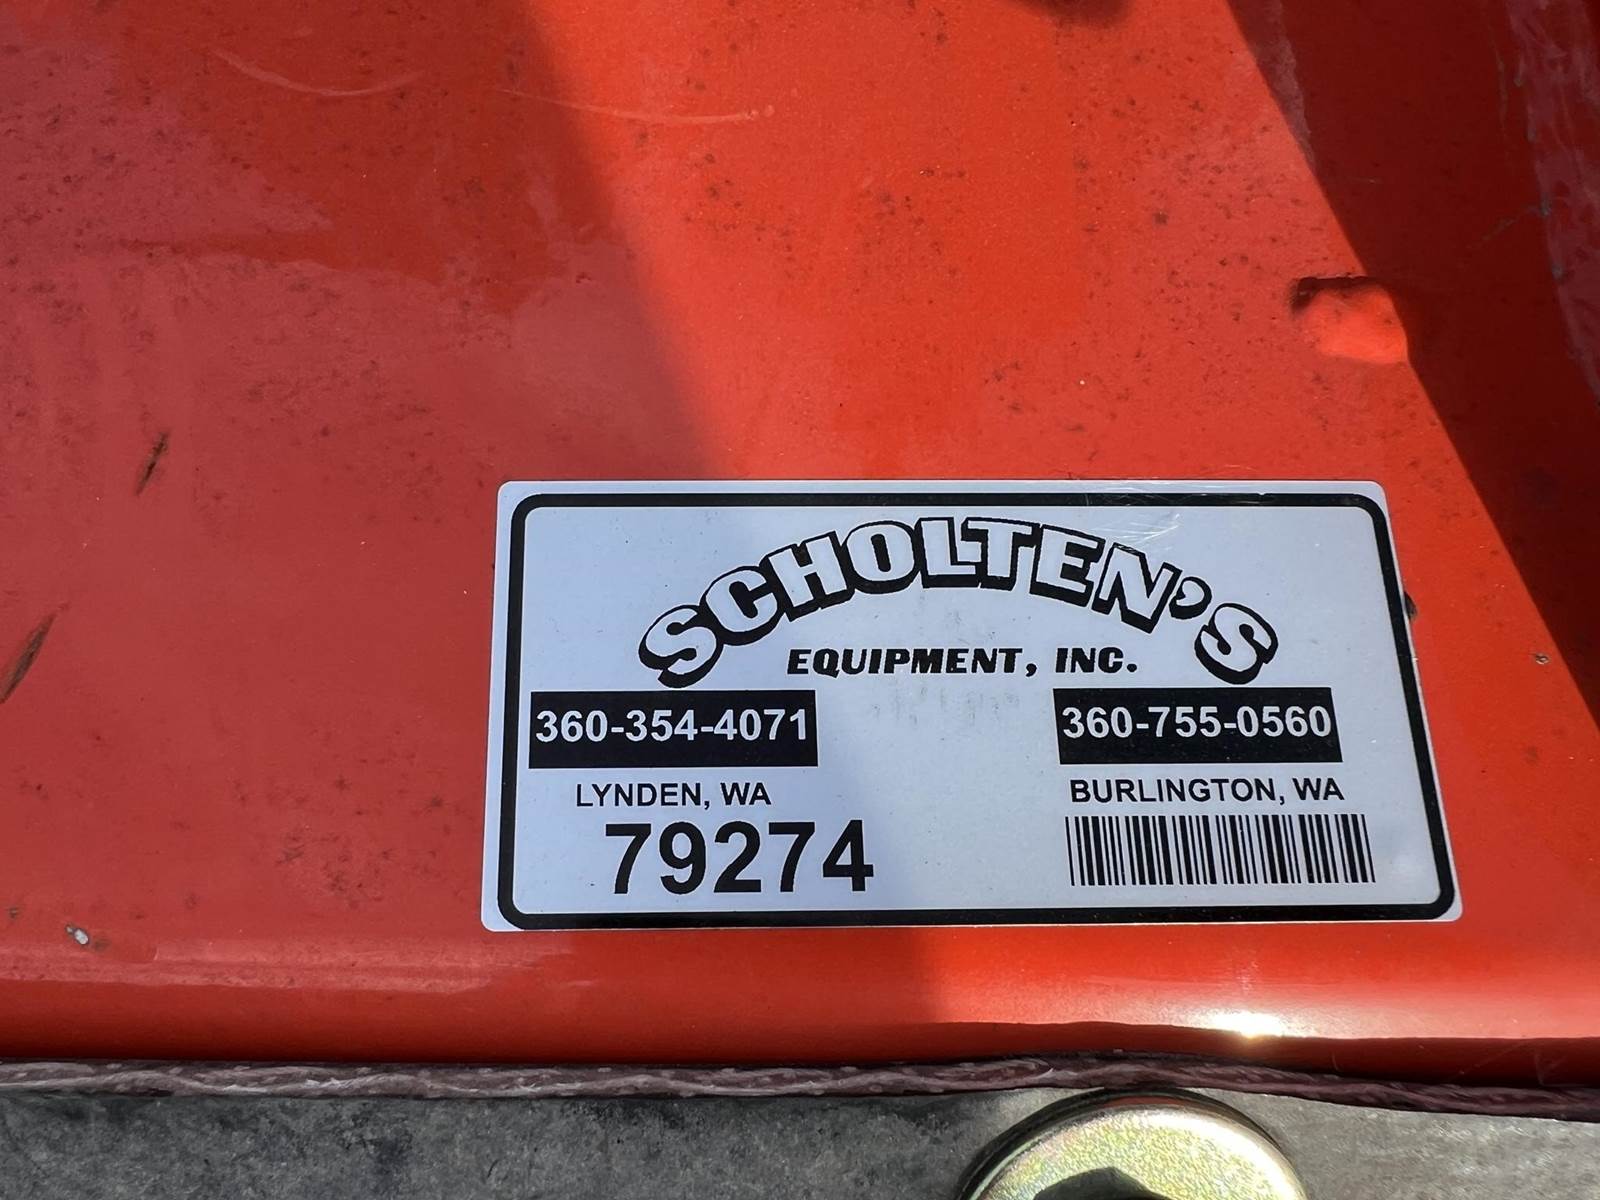 SCHOLTEN'S
EQUIPMENT, INC.
360-354-4071
LYNDEN, WA
79274
360-755-0560
BURLINGTON, WA